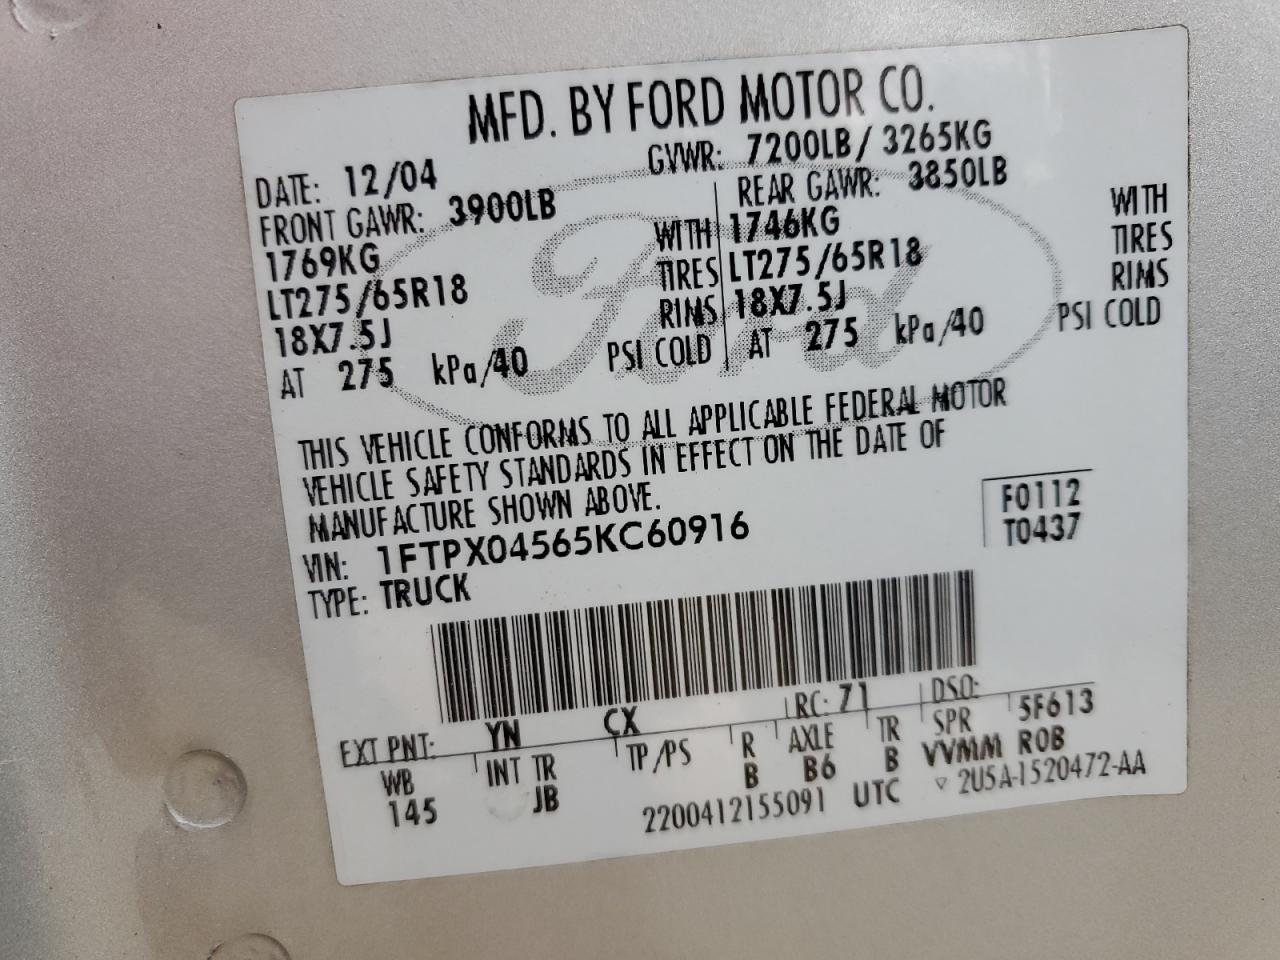 MFD. BY FORD MOTOR CO.
DATE: 12/04 GVWR: 7200LB/ 3265KG
FRONT GAWR: 3900LB REAR GAWR: 3850LB
1769KG WITH 1746KG WITH
LT275/65R18 TIRES LT275/65R18 TIRES
18X7.5J RIMS 18X7.5J RIMS
AT 275 kPa/40 PSI COLD AT 275 kPa/40 PSI COLD
Ford
THIS VEHICLE CONFORMS TO ALL APPLICABLE FEDERAL MOTOR
VEHICLE SAFETY STANDARDS IN EFFECT ON THE DATE OF
MANUFACTURE SHOWN ABOVE.
F0112
VIN: 1FTPX04565KC60916 T0437
TYPE: TRUCK
EXT PNT: YN CX RC: 71 DSO: 5F613
WB INT TR TP/PS R AXLE TR SPR ROB
145 JB B B6 B VVMM
2200412155091 UTC ▽ 2U5A-1520472-AA